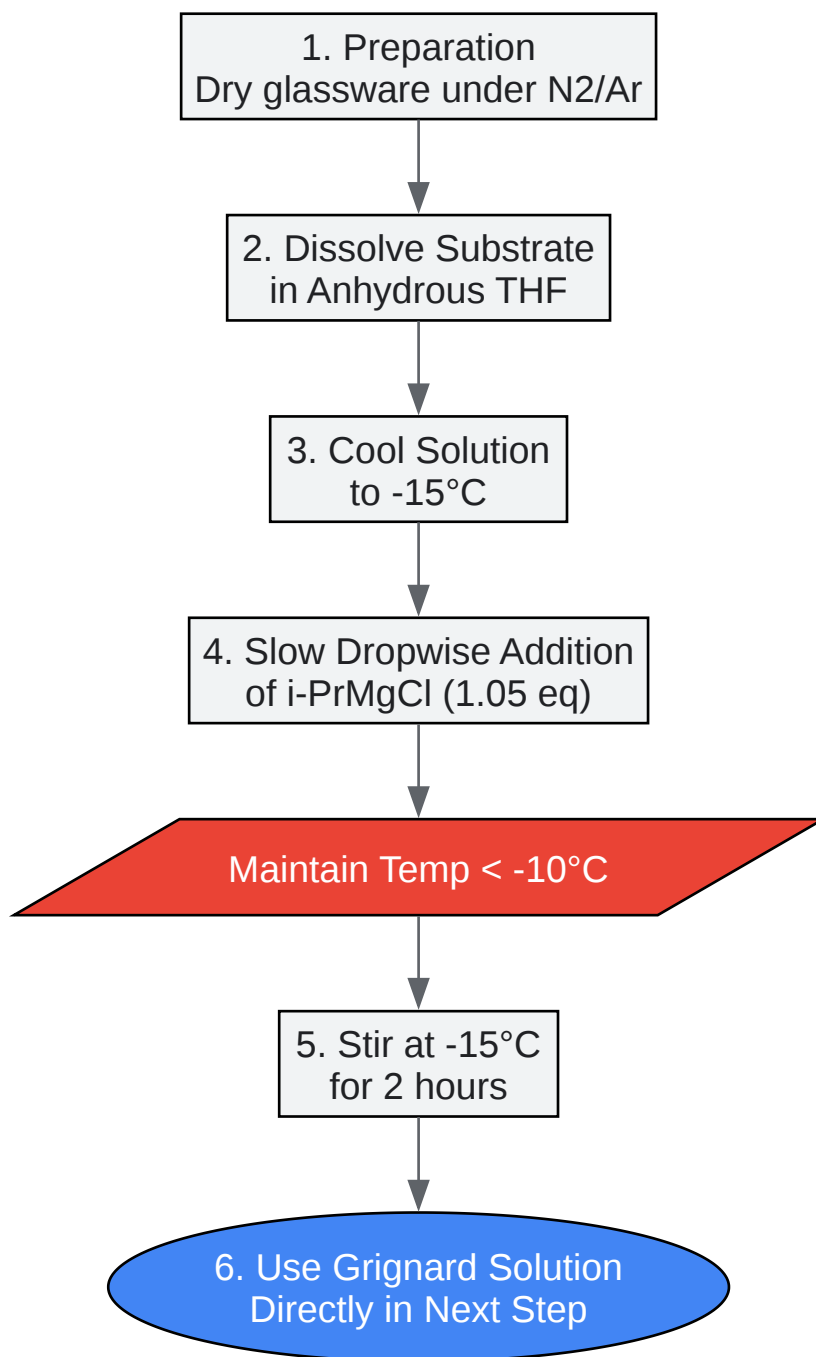 1. Preparation
Dry glassware under N2/Ar
2. Dissolve Substrate
in Anhydrous THF
3. Cool Solution
to -15°C
4. Slow Dropwise Addition
of i-PrMgCl (1.05 eq)
Maintain Temp < -10°C
5. Stir at -15°C
for 2 hours
6. Use Grignard Solution
Directly in Next Step